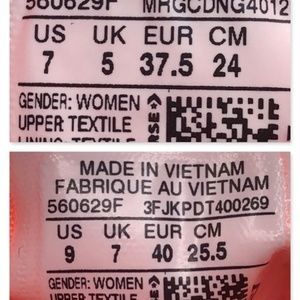 560629F MRGCDNG4012
US UK EUR CM
7 5 37.5 24
GENDER: WOMEN
UPPER TEXTILE
MADE IN VIETNAM
FABRIQUE AU VIETNAM
560629F 3FJKPDT400269
US UK EUR CM
9 7 40 25.5
GENDER: WOMEN
UPPER TEXTILE